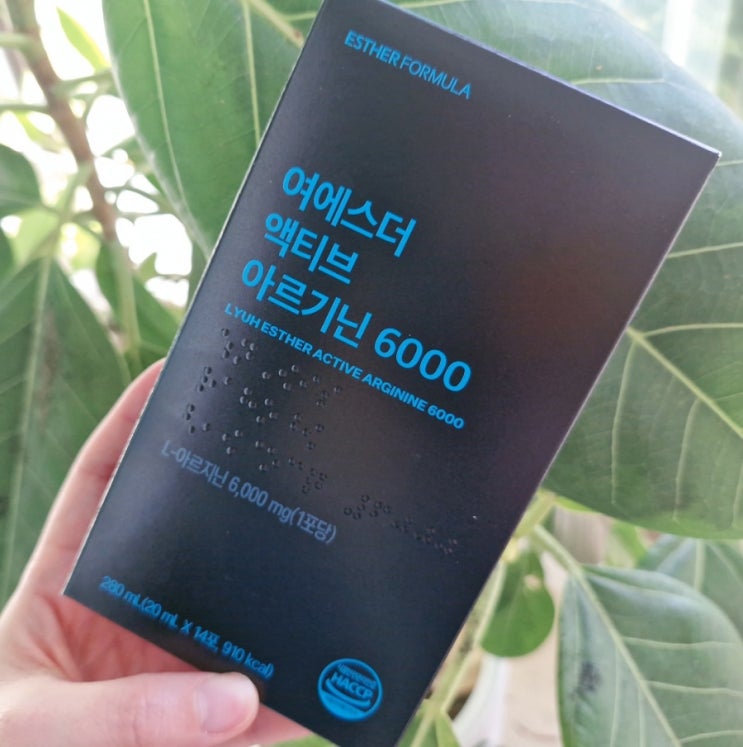 ESTHER FORMULA
여에스더
액티브
아르기닌 6000
LYUH ESTHER ACTIVE ARGININE 6000
L-아르지닌 6,000 mg(1포당)
280 mL(20 mL X 14포, 910 kcal)
HACCP